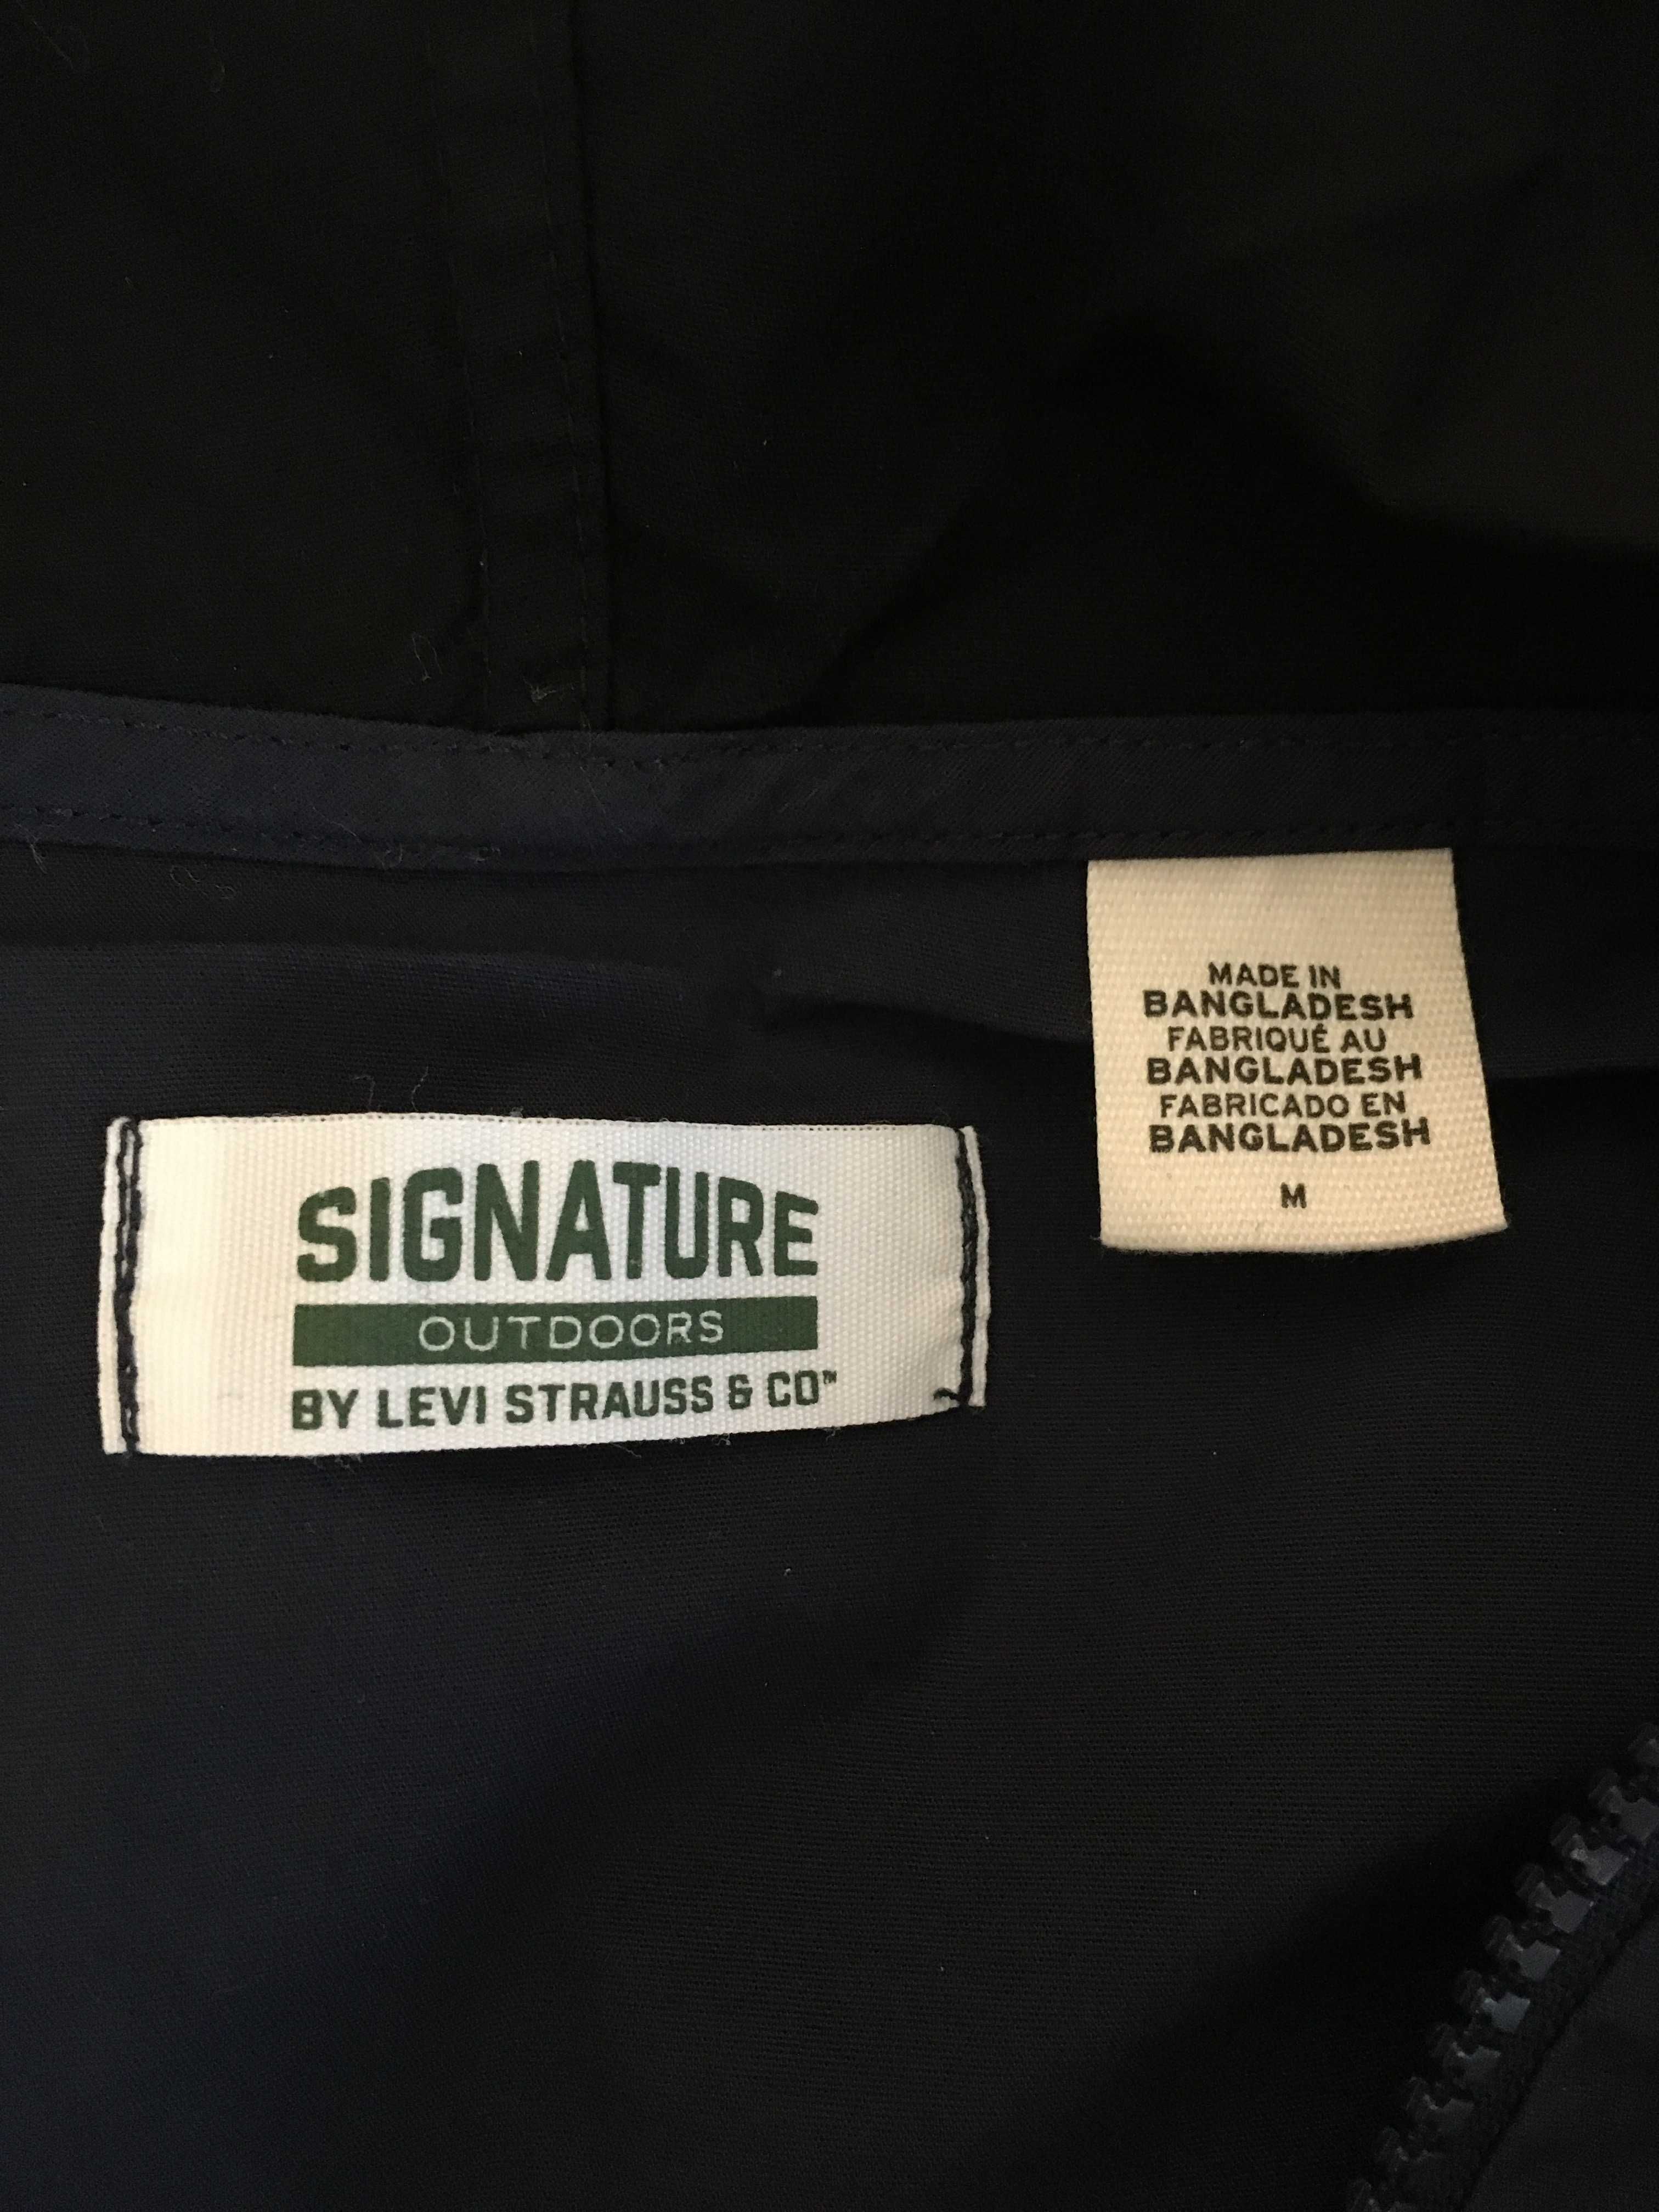 SIGNATURE
OUTDOORS
BY LEVI STRAUSS & CO™
MADE IN
BANGLADESH
FABRIQUÉ AU
BANGLADESH
FABRICADO EN
BANGLADESH
M